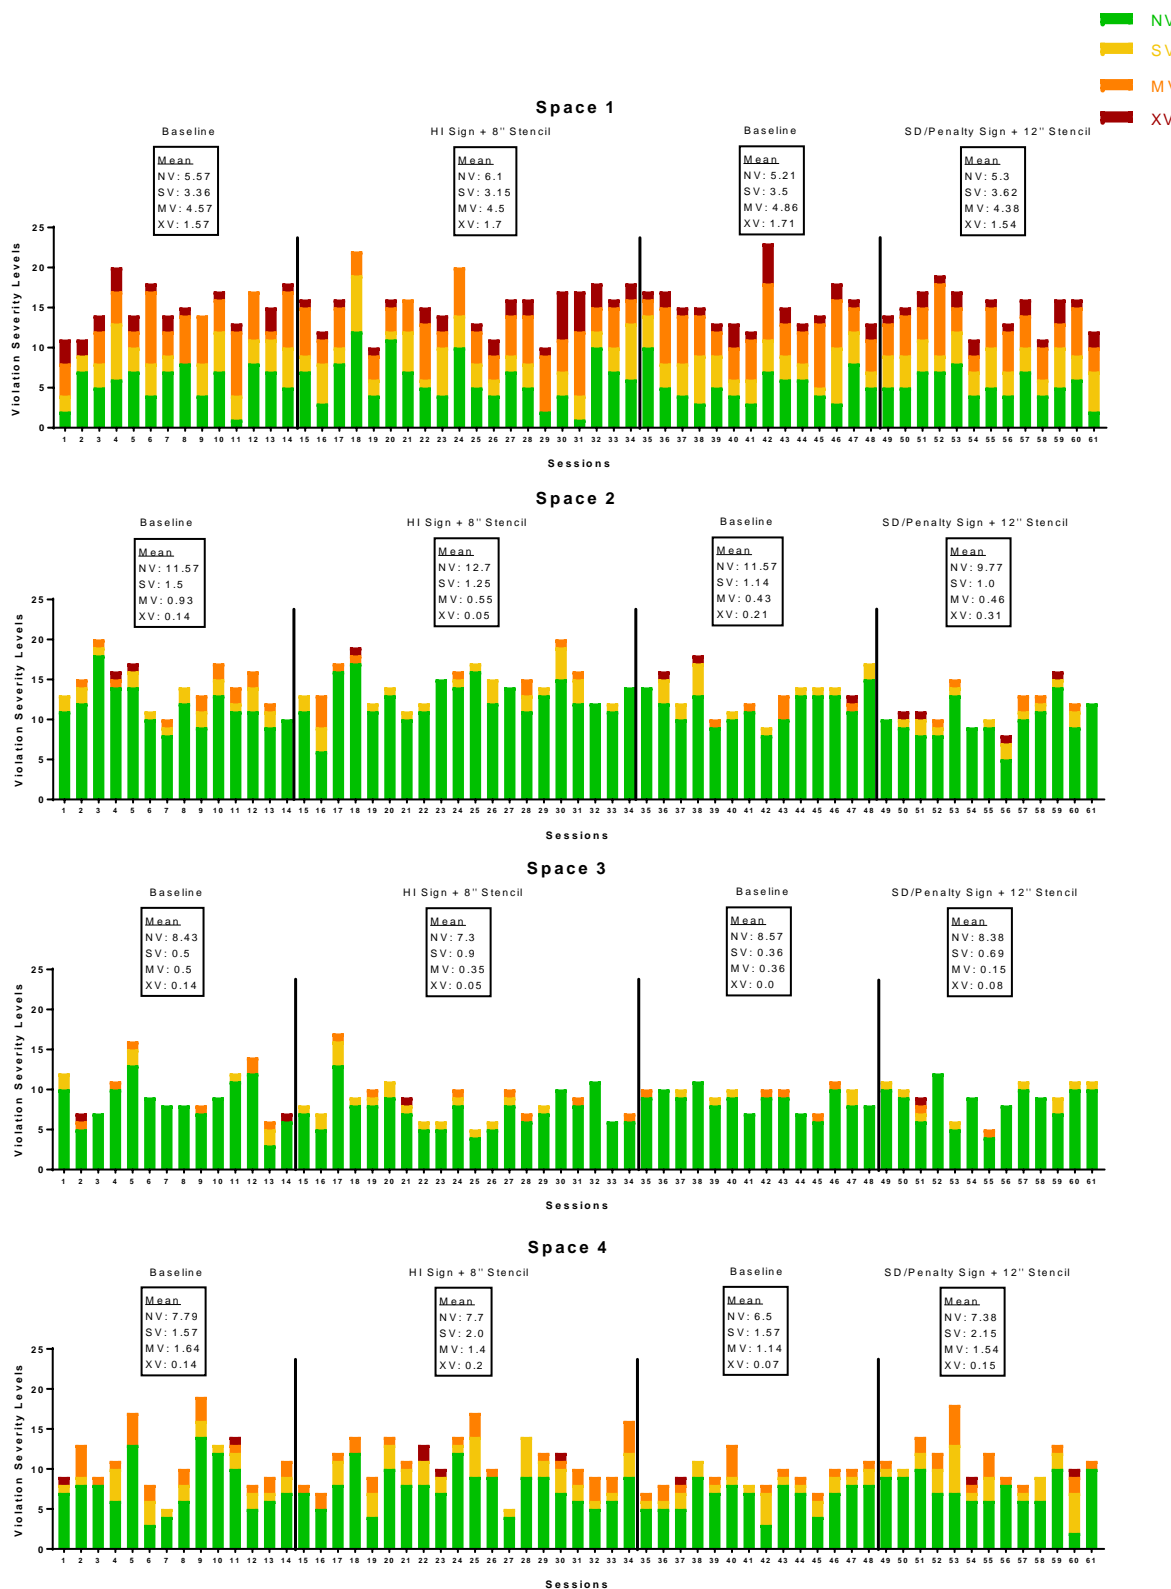 NV
SV
MV
XV
Space 1
Baseline
HI Sign + 8" Stencil
Baseline
SD/Penalty Sign + 12" Stencil
Mean
NV: 5.57
SV: 3.36
MV: 4.57
XV: 1.57
Mean
NV: 6.1
SV: 3.15
MV: 4.5
XV: 1.7
Mean
NV: 5.21
SV: 3.5
MV: 4.86
XV: 1.71
Mean
NV: 5.3
SV: 3.62
MV: 4.38
XV: 1.54
Violation Severity Levels
25
20
15
10
5
0
1 2 3 4 5 6 7 8 9 10 11 12 13 14 15 16 17 18 19 20 21 22 23 24 25 26 27 28 29 30 31 32 33 34 35 36 37 38 39 40 41 42 43 44 45 46 47 48 49 50 51 52 53 54 55 56 57 58 59 60 61
Sessions
Space 2
Baseline
HI Sign + 8" Stencil
Baseline
SD/Penalty Sign + 12" Stencil
Mean
NV: 11.57
SV: 1.5
MV: 0.93
XV: 0.14
Mean
NV: 12.7
SV: 1.25
MV: 0.55
XV: 0.05
Mean
NV: 11.57
SV: 1.14
MV: 0.43
XV: 0.21
Mean
NV: 9.77
SV: 1.0
MV: 0.46
XV: 0.31
Violation Severity Levels
25
20
15
10
5
0
1 2 3 4 5 6 7 8 9 10 11 12 13 14 15 16 17 18 19 20 21 22 23 24 25 26 27 28 29 30 31 32 33 34 35 36 37 38 39 40 41 42 43 44 45 46 47 48 49 50 51 52 53 54 55 56 57 58 59 60 61
Sessions
Space 3
Baseline
HI Sign + 8" Stencil
Baseline
SD/Penalty Sign + 12" Stencil
Mean
NV: 8.43
SV: 0.5
MV: 0.5
XV: 0.14
Mean
NV: 7.3
SV: 0.9
MV: 0.35
XV: 0.05
Mean
NV: 8.57
SV: 0.36
MV: 0.36
XV: 0.0
Mean
NV: 8.38
SV: 0.69
MV: 0.15
XV: 0.08
Violation Severity Levels
25
20
15
10
5
0
1 2 3 4 5 6 7 8 9 10 11 12 13 14 15 16 17 18 19 20 21 22 23 24 25 26 27 28 29 30 31 32 33 34 35 36 37 38 39 40 41 42 43 44 45 46 47 48 49 50 51 52 53 54 55 56 57 58 59 60 61
Sessions
Space 4
Baseline
HI Sign + 8" Stencil
Baseline
SD/Penalty Sign + 12" Stencil
Mean
NV: 7.79
SV: 1.57
MV: 1.64
XV: 0.14
Mean
NV: 7.7
SV: 2.0
MV: 1.4
XV: 0.2
Mean
NV: 6.5
SV: 1.57
MV: 1.14
XV: 0.07
Mean
NV: 7.38
SV: 2.15
MV: 1.54
XV: 0.15
Violation Severity Levels
25
20
15
10
5
0
1 2 3 4 5 6 7 8 9 10 11 12 13 14 15 16 17 18 19 20 21 22 23 24 25 26 27 28 29 30 31 32 33 34 35 36 37 38 39 40 41 42 43 44 45 46 47 48 49 50 51 52 53 54 55 56 57 58 59 60 61
Sessions